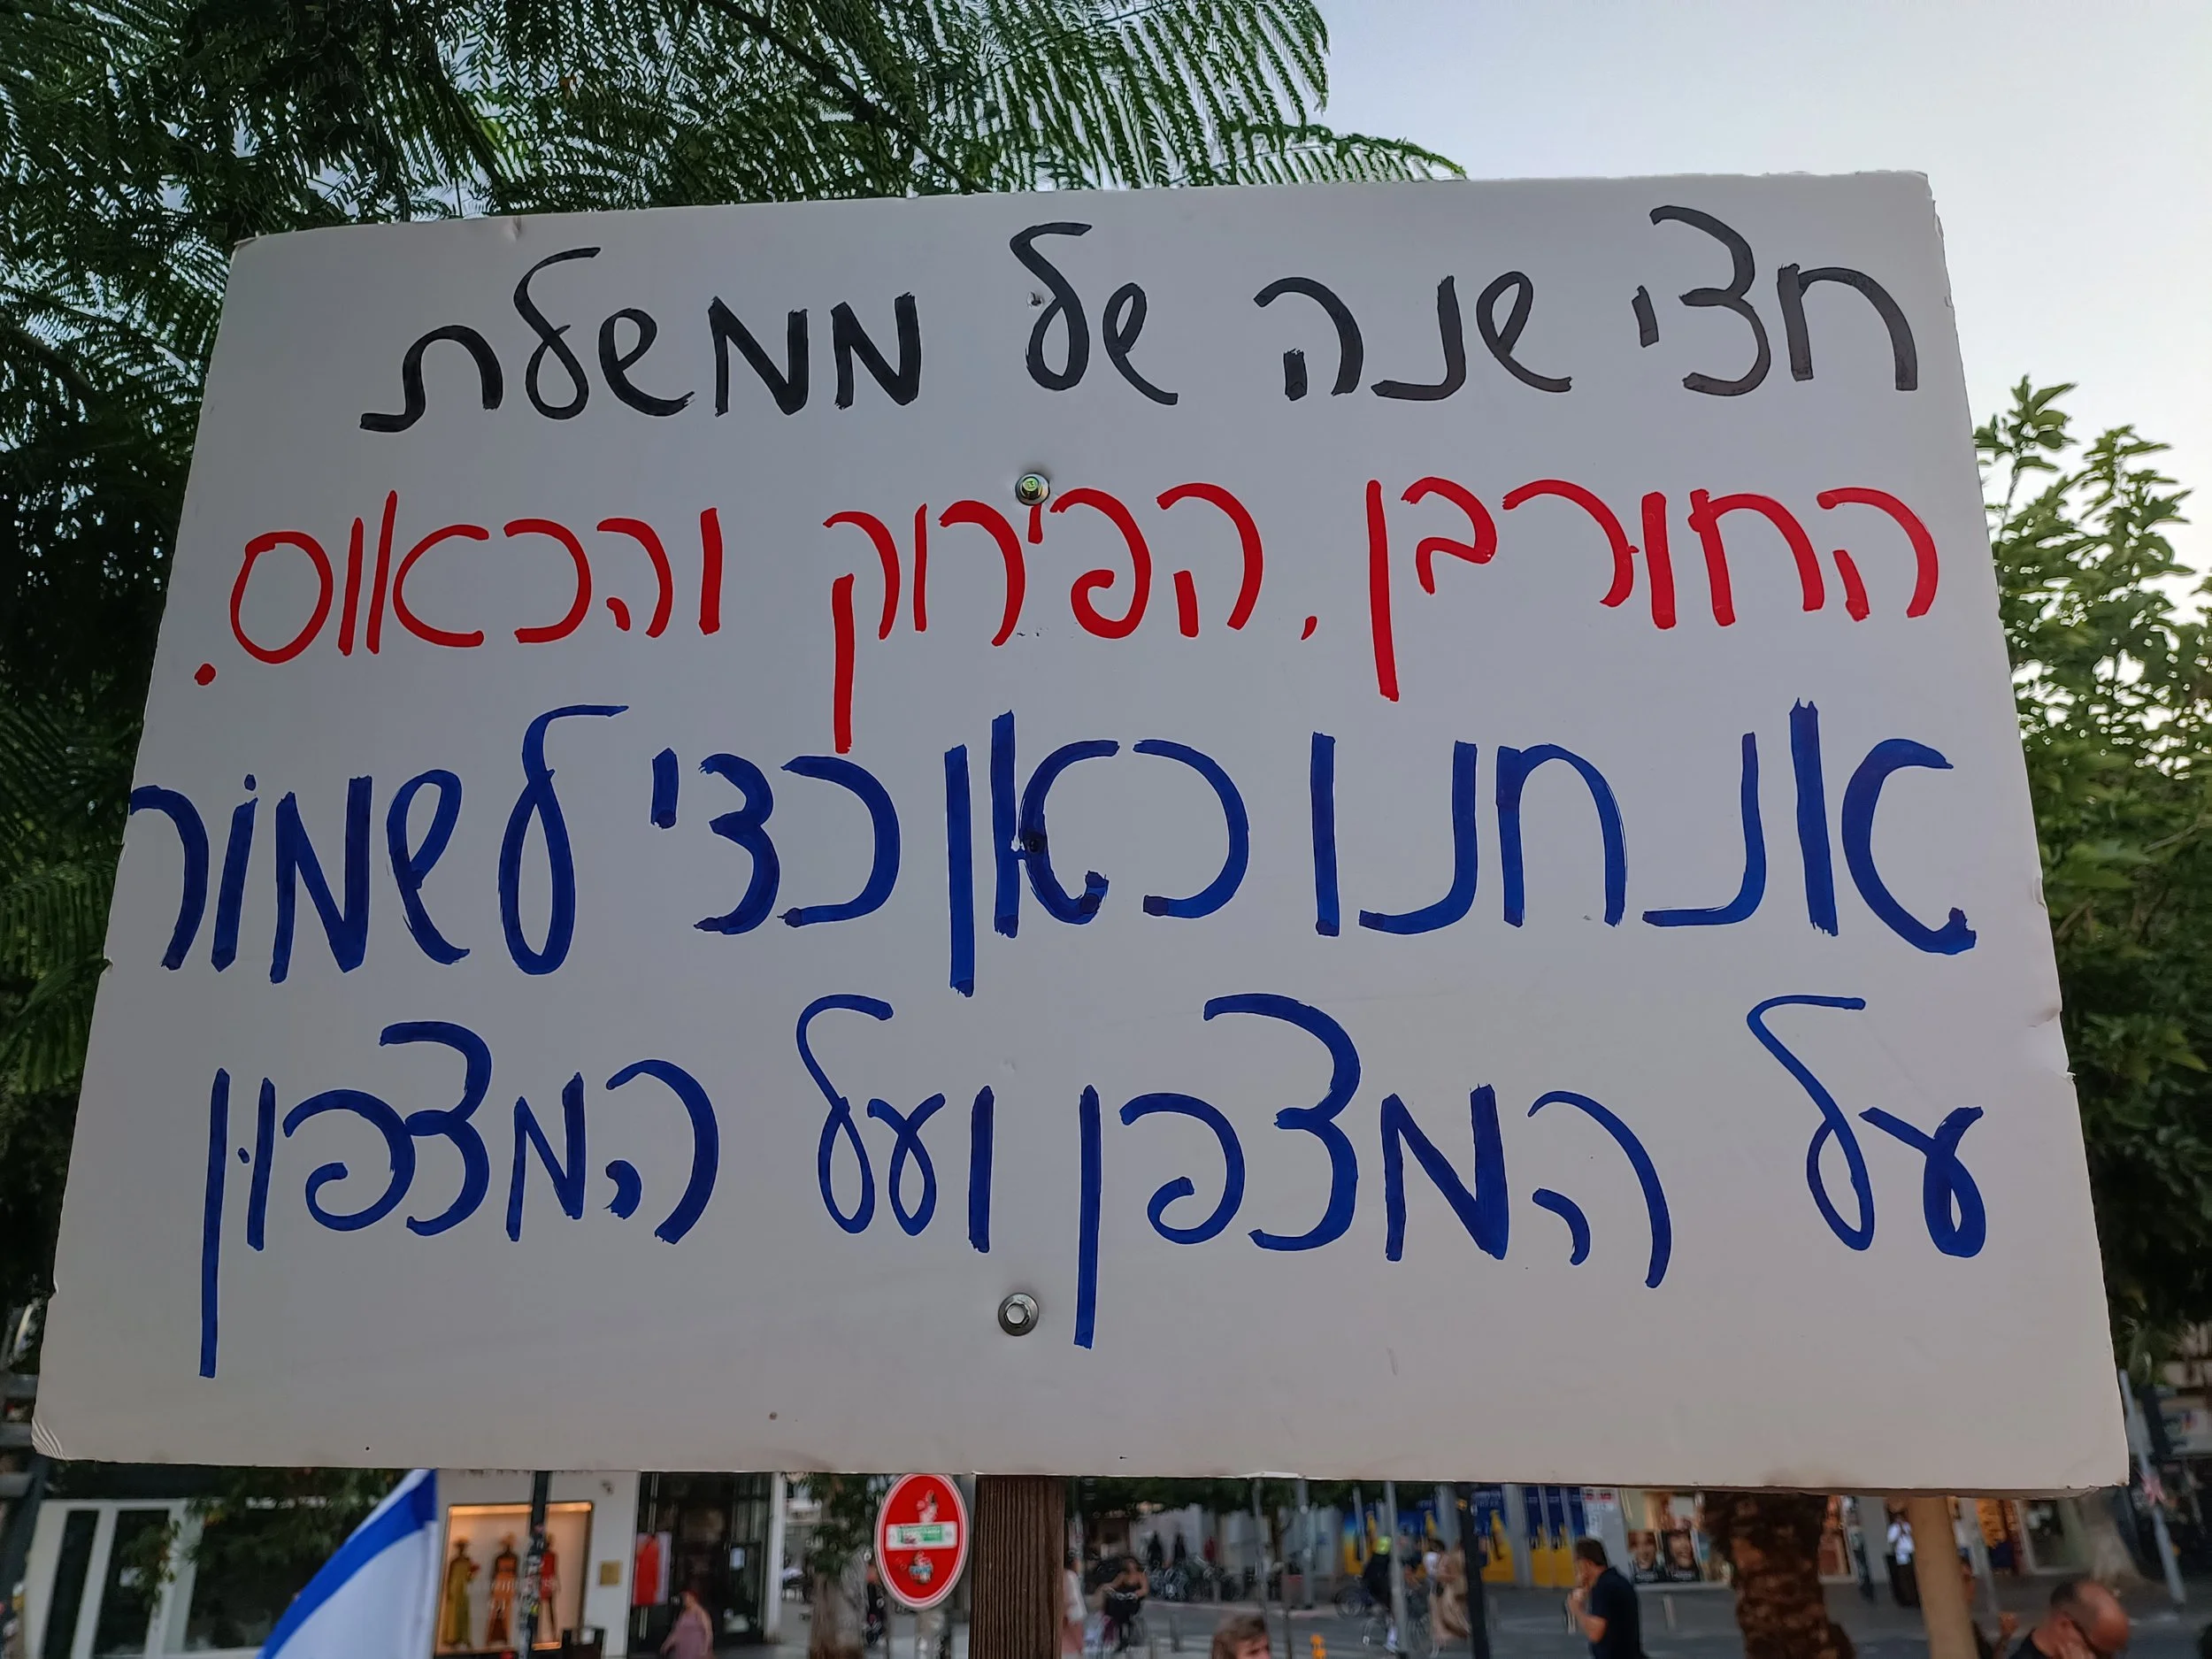 חצי שנה של ממשלת
החורבן, הפירוק והכאוס.
אנחנו כאן כדי לשמור
על המצפן ועל המצפון